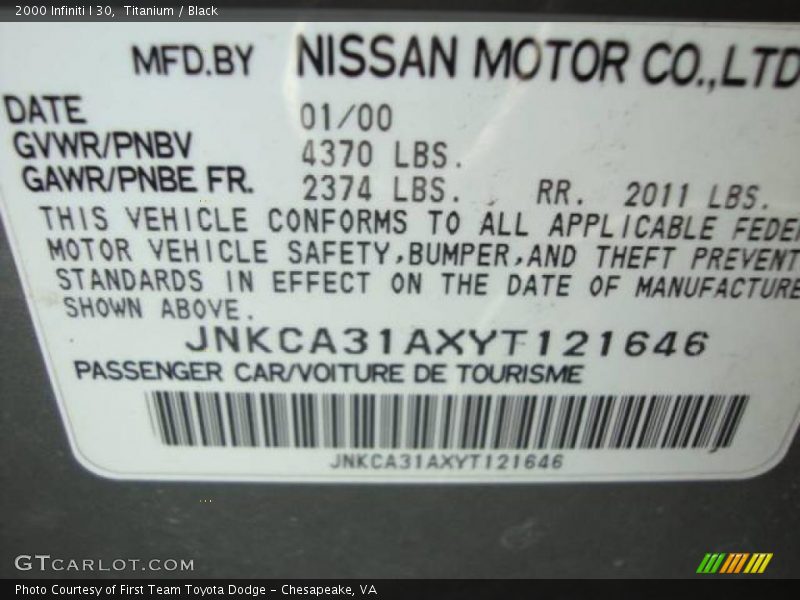 2000 Infiniti I 30, Titanium / Black
MFD.BY NISSAN MOTOR CO.,LTD
DATE 01/00
GVWR/PNBV 4370 LBS.
GAWR/PNBE FR. 2374 LBS. RR. 2011 LBS.
THIS VEHICLE CONFORMS TO ALL APPLICABLE FEDE
MOTOR VEHICLE SAFETY,BUMPER,AND THEFT PREVENT
STANDARDS IN EFFECT ON THE DATE OF MANUFACTURE
SHOWN ABOVE.
JNKCA31AXYT121646
PASSENGER CAR/VOITURE DE TOURISME
JNKCA31AXYT121646
GTCARLOT.COM
Photo Courtesy of First Team Toyota Dodge - Chesapeake, VA